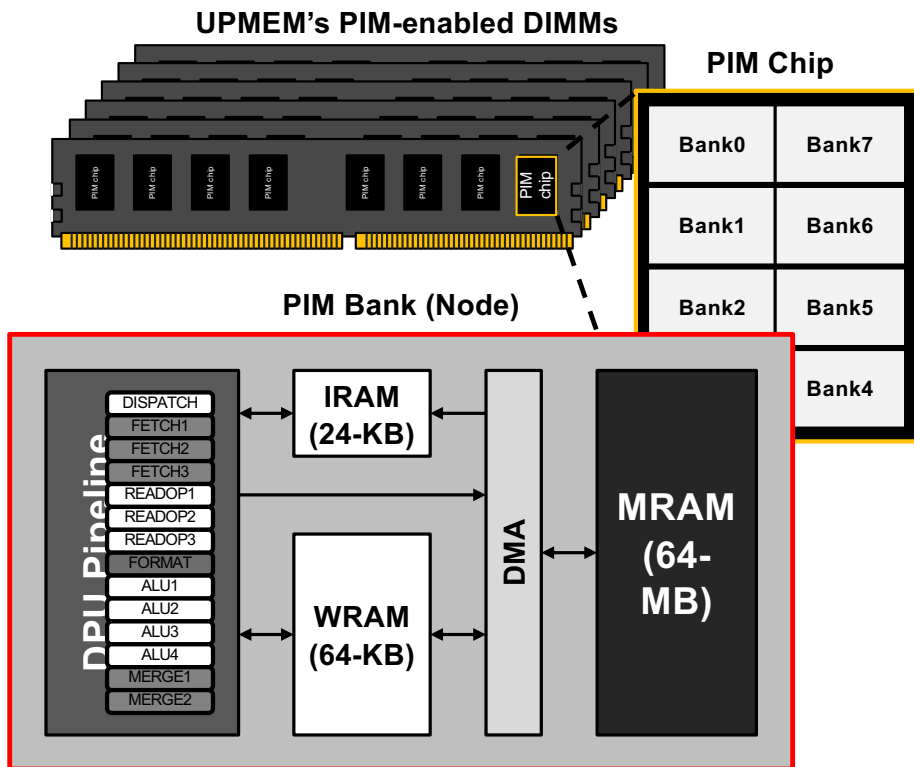 UPMEM's PIM-enabled DIMMs
PIM chip
PIM chip
PIM chip
PIM chip
PIM chip
PIM chip
PIM chip
PIM
chip
PIM Chip
Bank0
Bank7
Bank1
Bank6
Bank2
Bank5
Bank4
PIM Bank (Node)
DPU Pipeline
DISPATCH
FETCH1
FETCH2
FETCH3
READOP1
READOP2
READOP3
FORMAT
ALU1
ALU2
ALU3
ALU4
MERGE1
MERGE2
IRAM
(24-KB)
WRAM
(64-KB)
DMA
MRAM
(64-
MB)